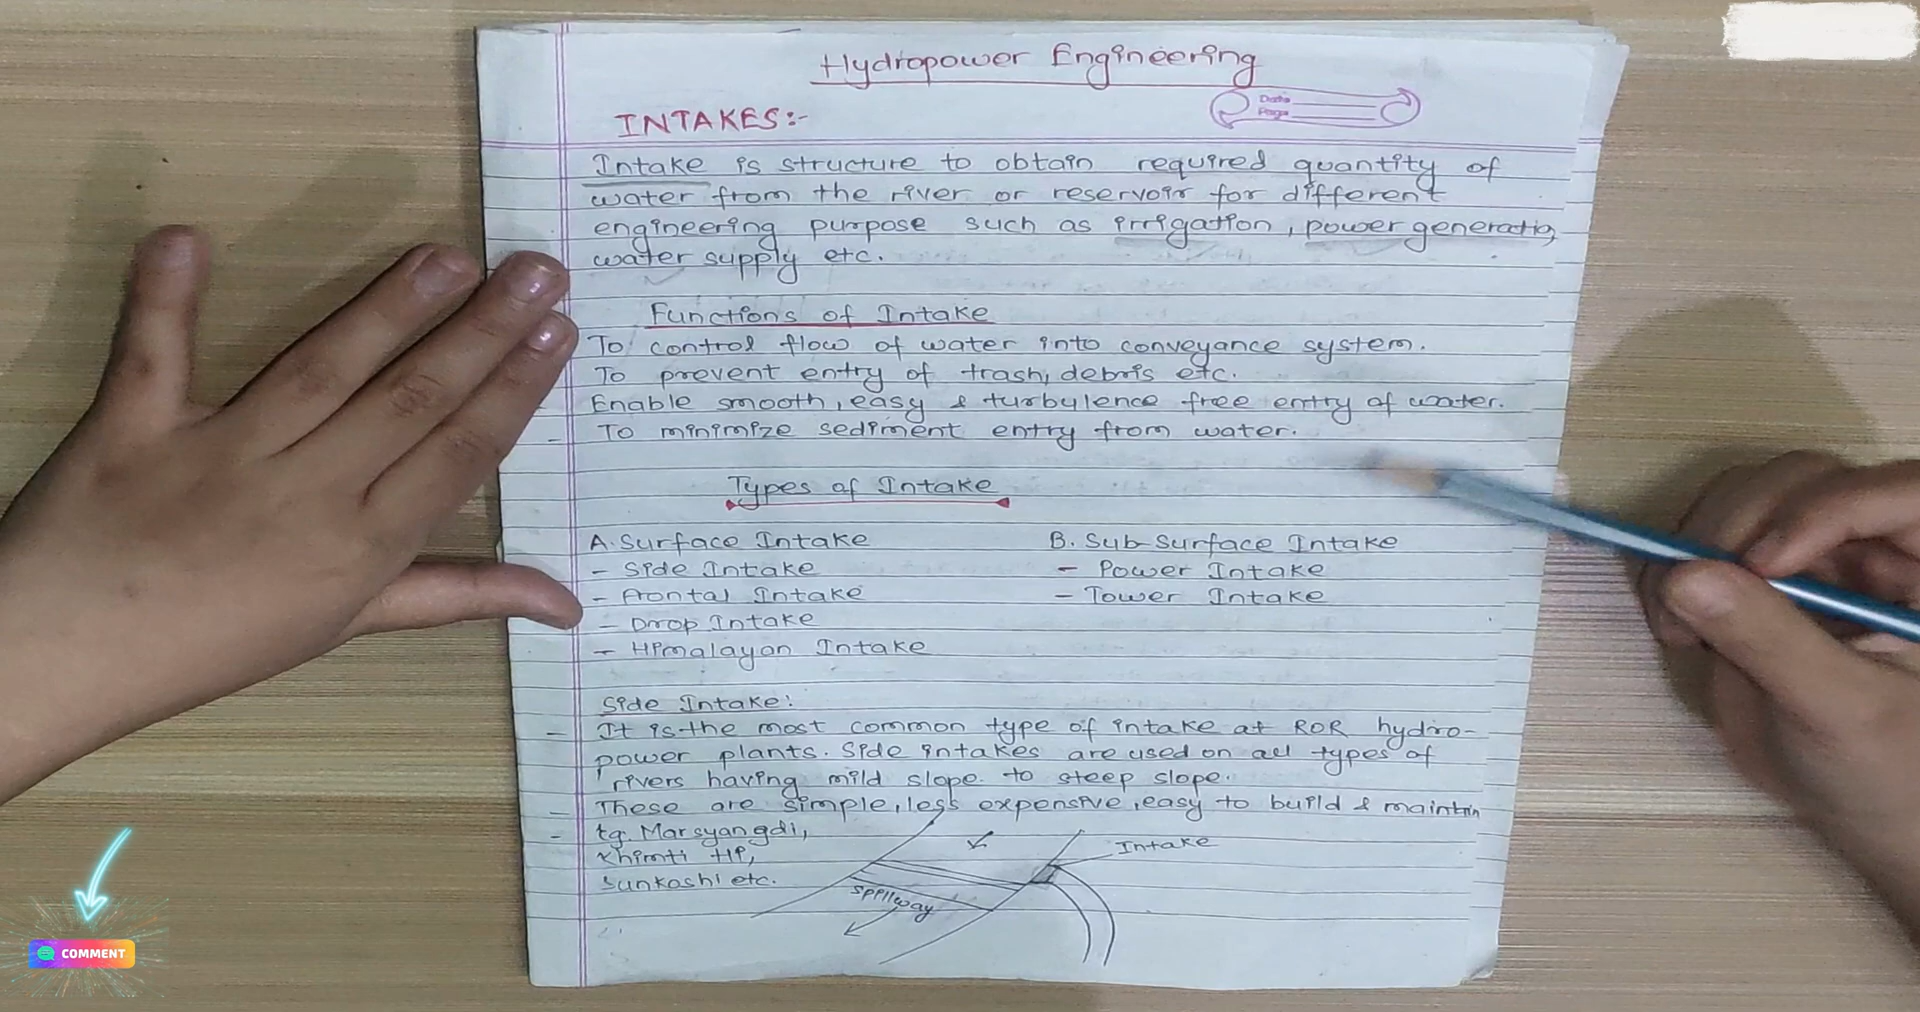 Hydropower Engineering
Date
Page
INTAKES:-
Intake is structure to obtain required quantity of
water from the river or reservoir for different
engineering purpose such as irrigation, power generatio
water supply etc.
Functions of Intake
To control flow of water into conveyance system.
To prevent entry of trash, debris etc.
Enable smooth, easy & turbulence free entry of water.
- To minimize sediment entry from water.
Types of Intake
A. Surface Intake
- Side Intake
- Frontal Intake
- Drop Intake
- Himalayan Intake
B. Sub-Surface Intake
- Power Intake
- Tower Intake
Side Intake:
- It is the most common type of intake at ROR hydro-
power plants. Side intakes are used on all types of
rivers having mild slope to steep slope.
- These are simple, less expensive, easy to build & maintain
- Eg. Marsyangdi,
Khimti HP,
Sunkoshi etc.
Intake
Spillway
COMMENT